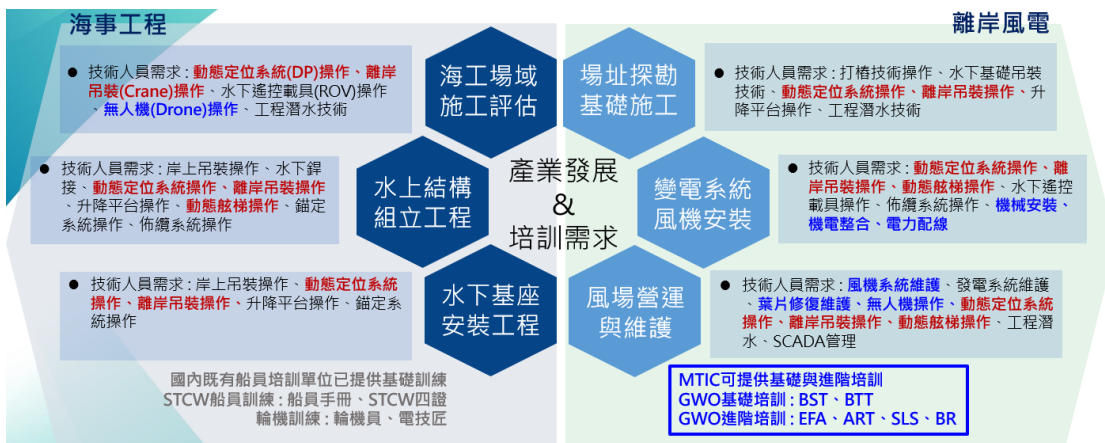 海事工程
離岸風電
● 技術人員需求 : 動態定位系統(DP)操作、離岸
吊裝(Crane)操作、水下遙控載具(ROV)操作
、無人機(Drone)操作、工程潛水技術
海工場域
施工評估
場址探勘
基礎施工
● 技術人員需求 : 打樁技術操作、水下基礎吊裝
技術、動態定位系統操作、離岸吊裝操作、升
降平台操作、工程潛水技術
● 技術人員需求 : 岸上吊裝操作、水下銲
接、動態定位系統操作、離岸吊裝操作
、升降平台操作、動態舷梯操作、錨定
系統操作、佈纜系統操作
水上結構
組立工程
產業發展
&
培訓需求
變電系統
風機安裝
● 技術人員需求 : 動態定位系統操作、離
岸吊裝操作、動態舷梯操作、水下遙控
載具操作、佈纜系統操作、機械安裝、
機電整合、電力配線
● 技術人員需求 : 岸上吊裝操作、動態定位系統
操作、離岸吊裝操作、升降平台操作、錨定系
統操作
水下基座
安裝工程
風場營運
與維護
● 技術人員需求 : 風機系統維護、發電系統維護
、葉片修復維護、無人機操作、動態定位系統
操作、離岸吊裝操作、動態舷梯操作、工程潛
水、SCADA管理
國內既有船員培訓單位已提供基礎訓練
STCW船員訓練 : 船員手冊、STCW四證
輪機訓練 : 輪機員、電技匠
MTIC可提供基礎與進階培訓
GWO基礎培訓 : BST、BTT
GWO進階培訓 : EFA、ART、SLS、BR